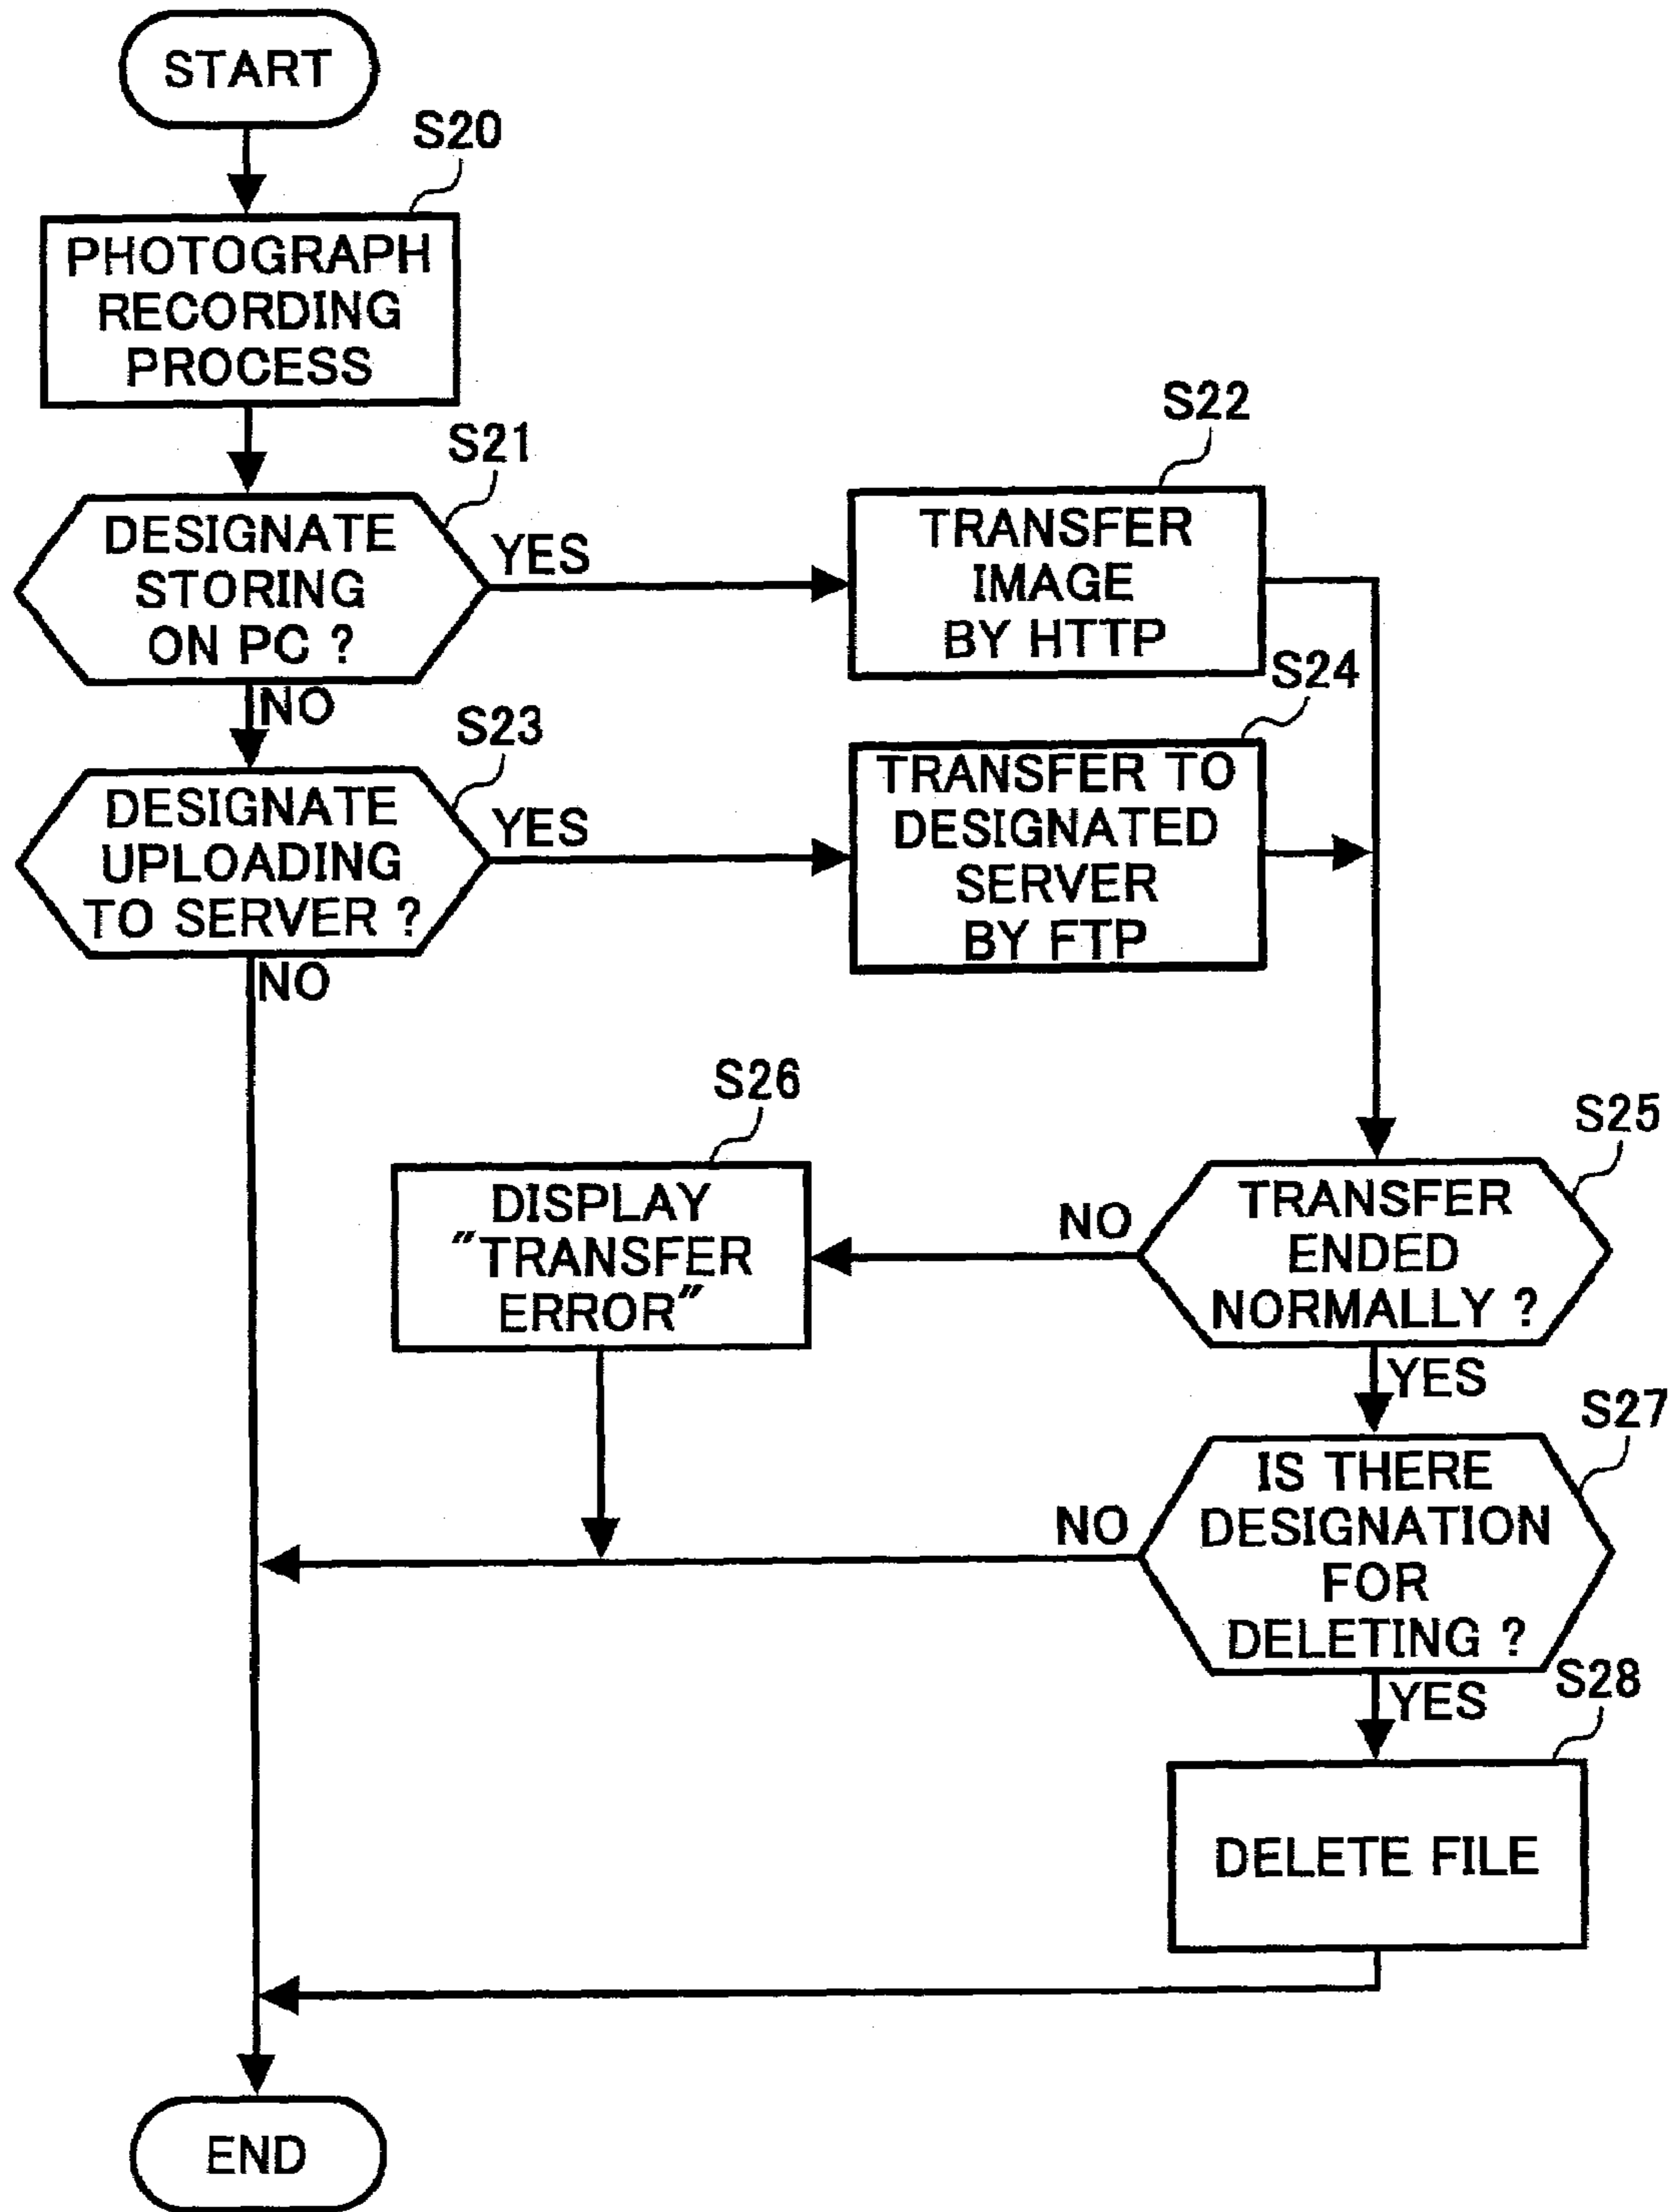 START
S20
PHOTOGRAPH
RECORDING
PROCESS
S21
DESIGNATE
STORING
ON PC ?
YES
NO
S22
TRANSFER
IMAGE
BY HTTP
S23
DESIGNATE
UPLOADING
TO SERVER ?
YES
NO
S24
TRANSFER TO
DESIGNATED
SERVER
BY FTP
S25
TRANSFER
ENDED
NORMALLY ?
NO
YES
S26
DISPLAY
"TRANSFER
ERROR"
S27
IS THERE
DESIGNATION
FOR
DELETING ?
NO
YES
S28
DELETE FILE
END